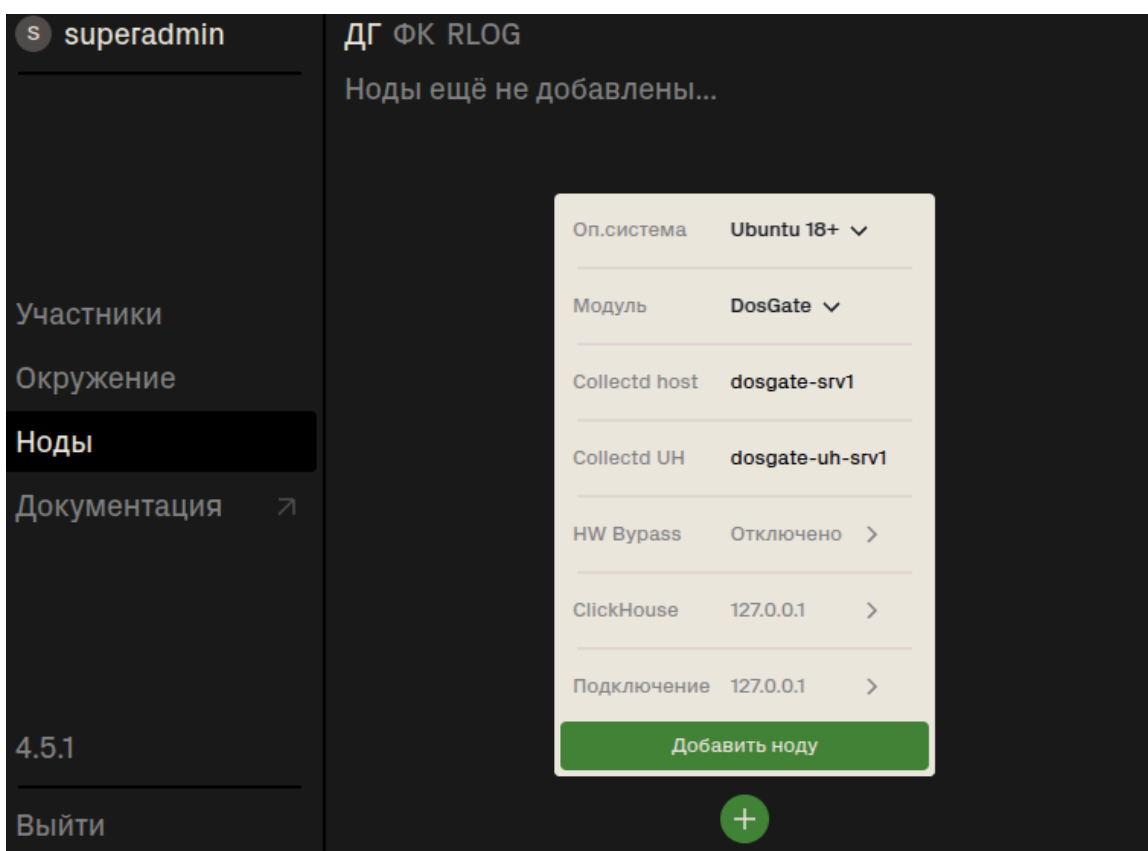 S superadmin
ДГ ФК RLOG
Ноды ещё не добавлены...
Участники
Окружение
Ноды
Документация
4.5.1
Выйти
Оп.система Ubuntu 18+
Модуль DosGate
Collectd host dosgate-srv1
Collectd UH dosgate-uh-srv1
HW Bypass Отключено
ClickHouse 127.0.0.1
Подключение 127.0.0.1
Добавить ноду